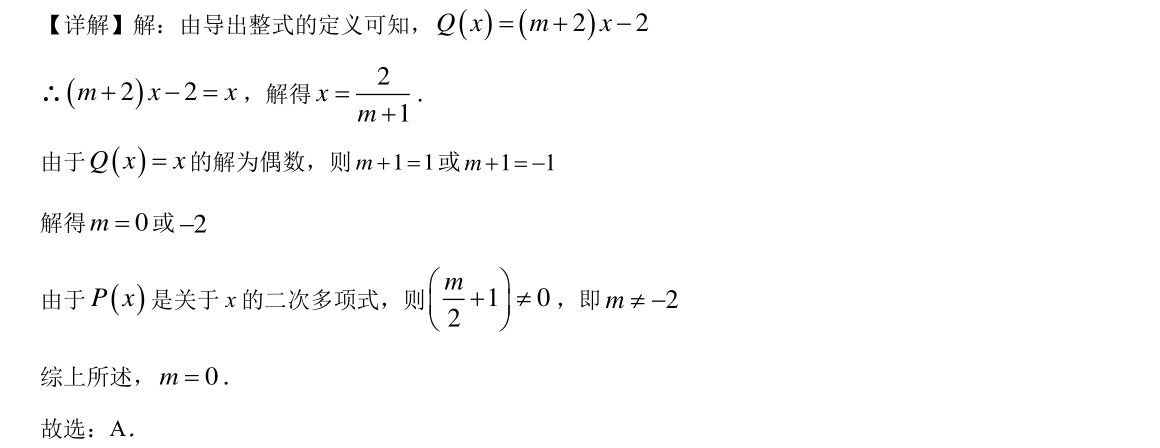 【详解】解：由导出整式的定义可知，Q(x)=(m+2)x−2
∴(m+2)x−2=x，解得 x=2/(m+1)．
由于Q(x)=x的解为偶数，则m+1=1或m+1=−1
解得m=0或−2
由于P(x)是关于x的二次多项式，则(m/2+1)≠0，即m≠−2
综上所述，m=0．
故选：A．